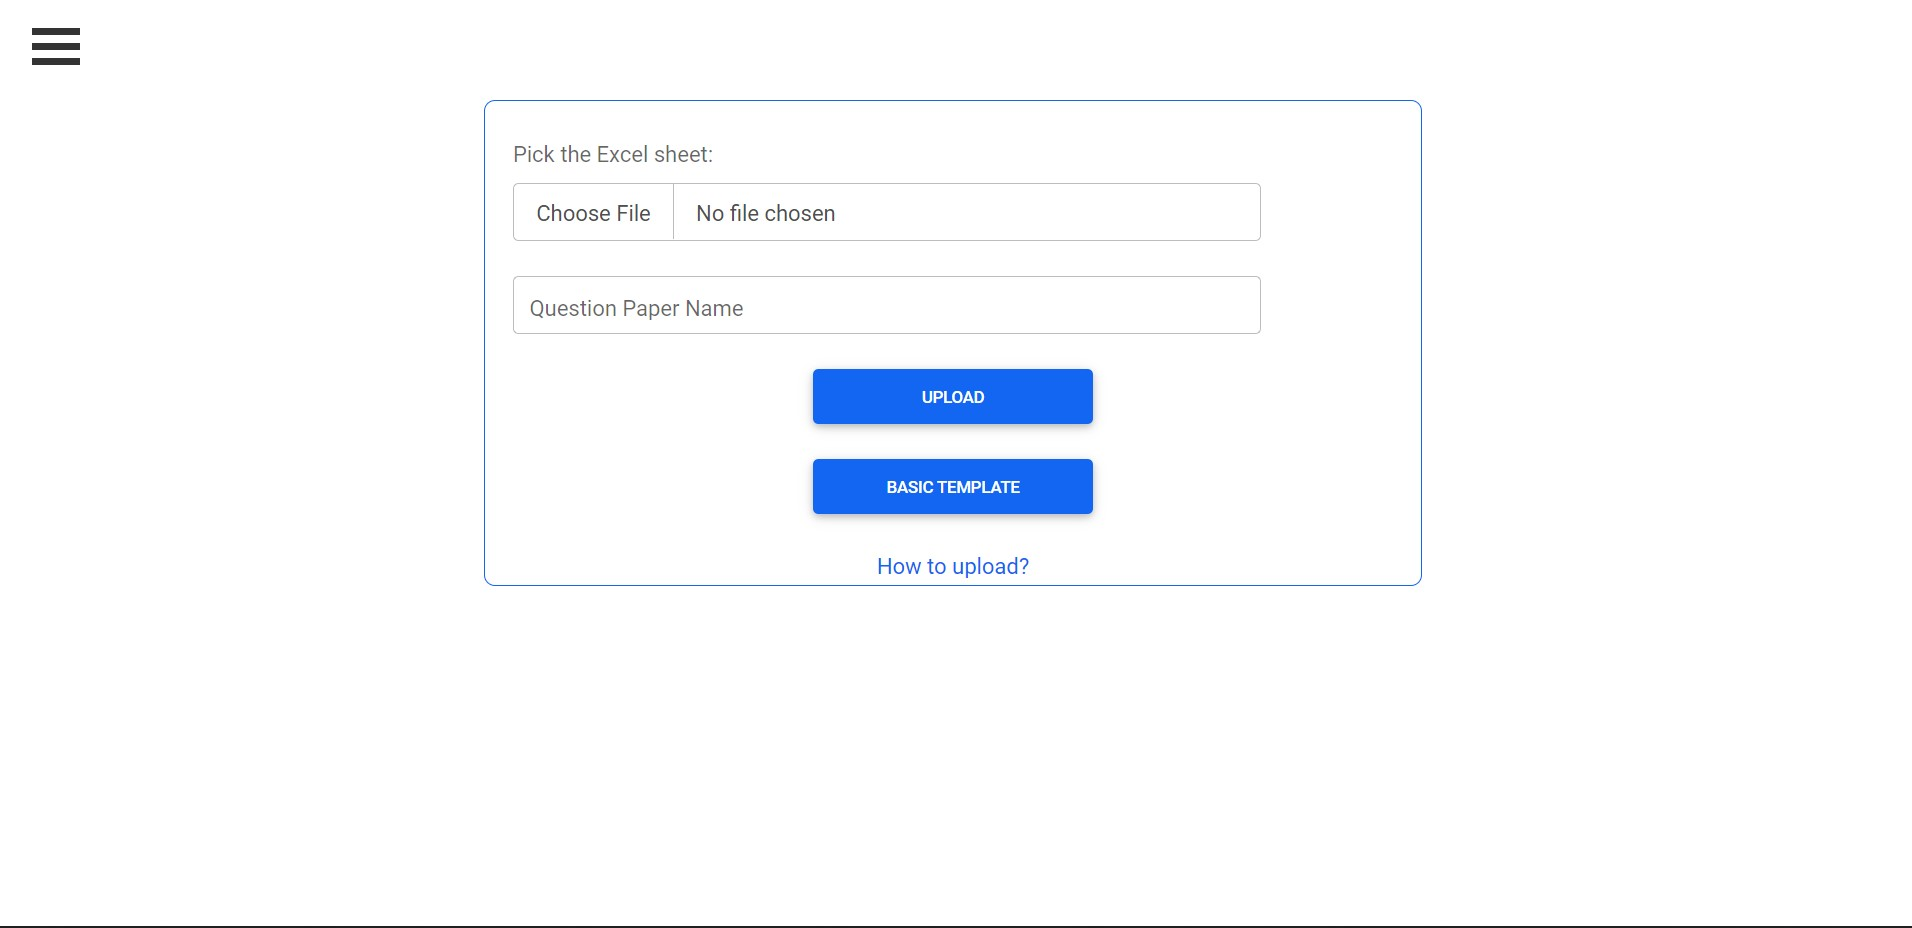 Pick the Excel sheet:
Choose File No file chosen
Question Paper Name
UPLOAD
BASIC TEMPLATE
How to upload?